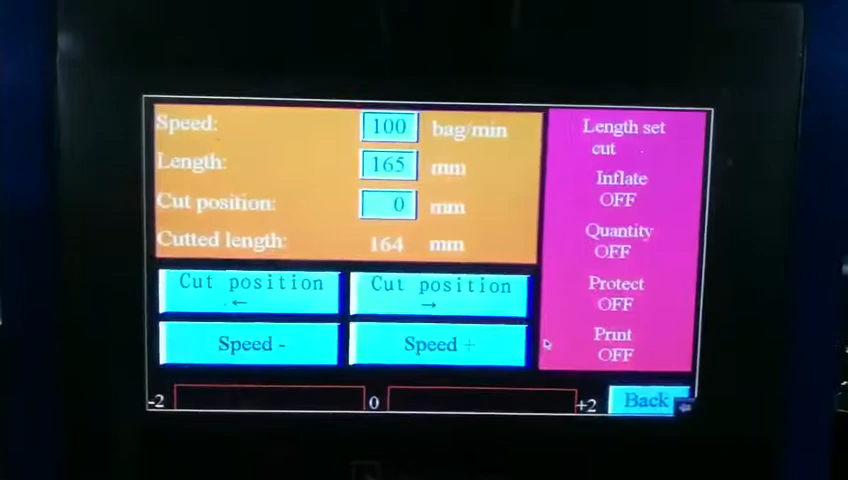 Speed: 100 bag/min
Length: 165 mm
Cut position: 0 mm
Cutted length: 164 mm
Cut position ← Cut position →
Speed - Speed +
-2 0 +2 Back
Length set
cut
Inflate
OFF
Quantity
OFF
Protect
OFF
Print
OFF